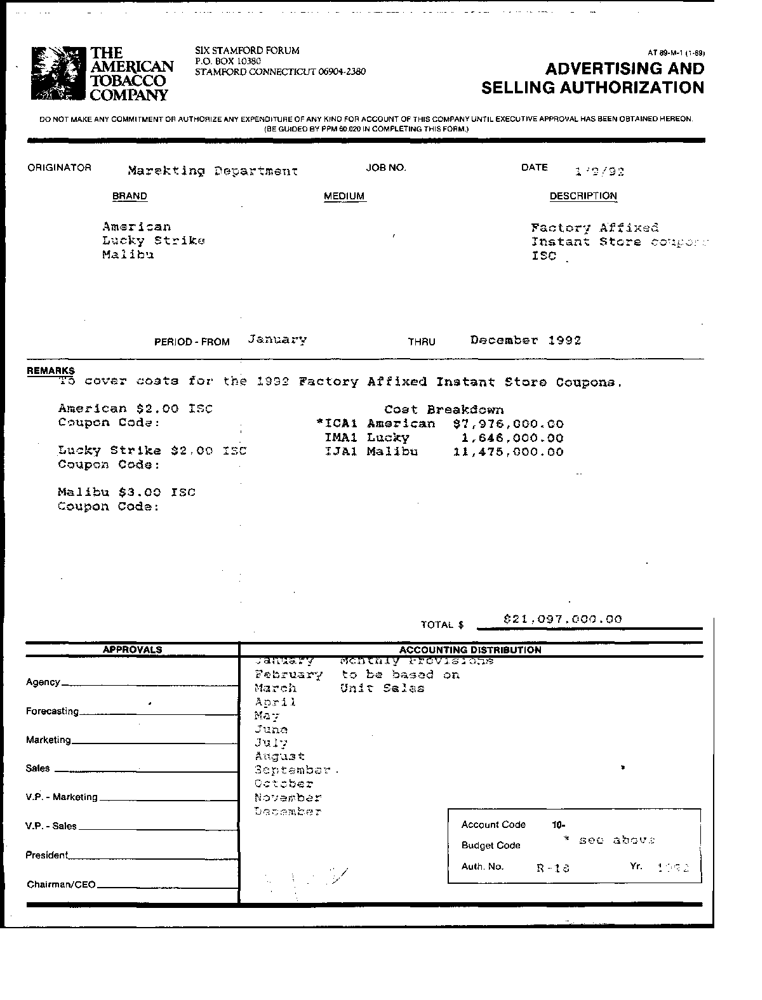 THE
AMERICAN
TOBACCO
COMPANY
SIX STAMFORD FORUM
P.O. BOX 10380
STAMFORD CONNECTICUT 06904-2380
AT 89-M-1 (1-89)
ADVERTISING AND
SELLING AUTHORIZATION
DO NOT MAKE ANY COMMITMENT OR AUTHORIZE ANY EXPENDITURE OF ANY KIND FOR ACCOUNT OF THIS COMPANY UNTIL EXECUTIVE APPROVAL HAS BEEN OBTAINED HEREON.
(BE GUIDED BY PPM 60.020 IN COMPLETING THIS FORM.)
ORIGINATOR Marekting Department JOB NO. DATE 1/9/92
BRAND MEDIUM DESCRIPTION
American Factory Affixed
Lucky Strike Instant Store coupons
Malibu ISC
PERIOD - FROM January THRU December 1992
REMARKS
To cover costs for the 1992 Factory Affixed Instant Store Coupons.
American $2.00 ISC Cost Breakdown
Coupon Code: *ICA1 American $7,976,000.00
IMA1 Lucky 1,646,000.00
Lucky Strike $2.00 ISC IJA1 Malibu 11,475,000.00
Coupon Code:
Malibu $3.00 ISC
Coupon Code:
TOTAL $ $21,097,000.00
APPROVALS ACCOUNTING DISTRIBUTION
January Monthly Provisions
February to be based on
Agency
March Unit Sales
April
Forecasting
May
June
Marketing
July
August
Sales
September
October
V.P. - Marketing
November
December
V.P. - Sales
Account Code 10-
Budget Code * see above
President
Auth. No. R-18 Yr. 1992
Chairman/CEO